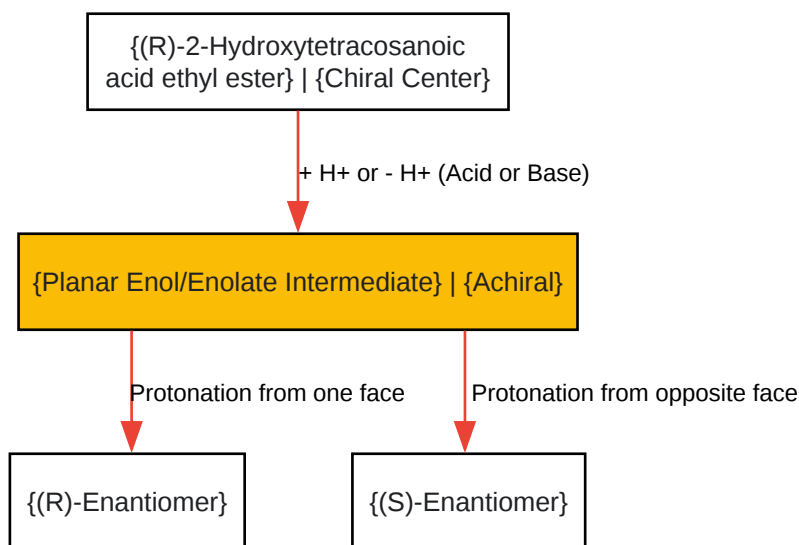 {(R)-2-Hydroxytetracosanoic
acid ethyl ester} | {Chiral Center}
+ H+ or - H+ (Acid or Base)
{Planar Enol/Enolate Intermediate} | {Achiral}
Protonation from one face
Protonation from opposite face
{(R)-Enantiomer}
{(S)-Enantiomer}